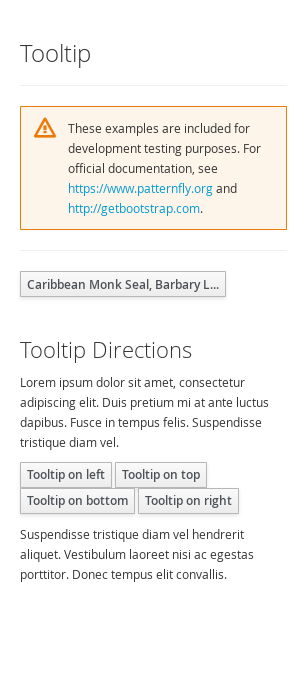 Tooltip
These examples are included for
development testing purposes. For
official documentation, see
https://www.patternfly.org and
http://getbootstrap.com.
Caribbean Monk Seal, Barbary L...
Tooltip Directions
Lorem ipsum dolor sit amet, consectetur
adipiscing elit. Duis pretium mi at ante luctus
dapibus. Fusce in tempus felis. Suspendisse
tristique diam vel.
Tooltip on left Tooltip on top
Tooltip on bottom Tooltip on right
Suspendisse tristique diam vel hendrerit
aliquet. Vestibulum laoreet nisi ac egestas
porttitor. Donec tempus elit convallis.